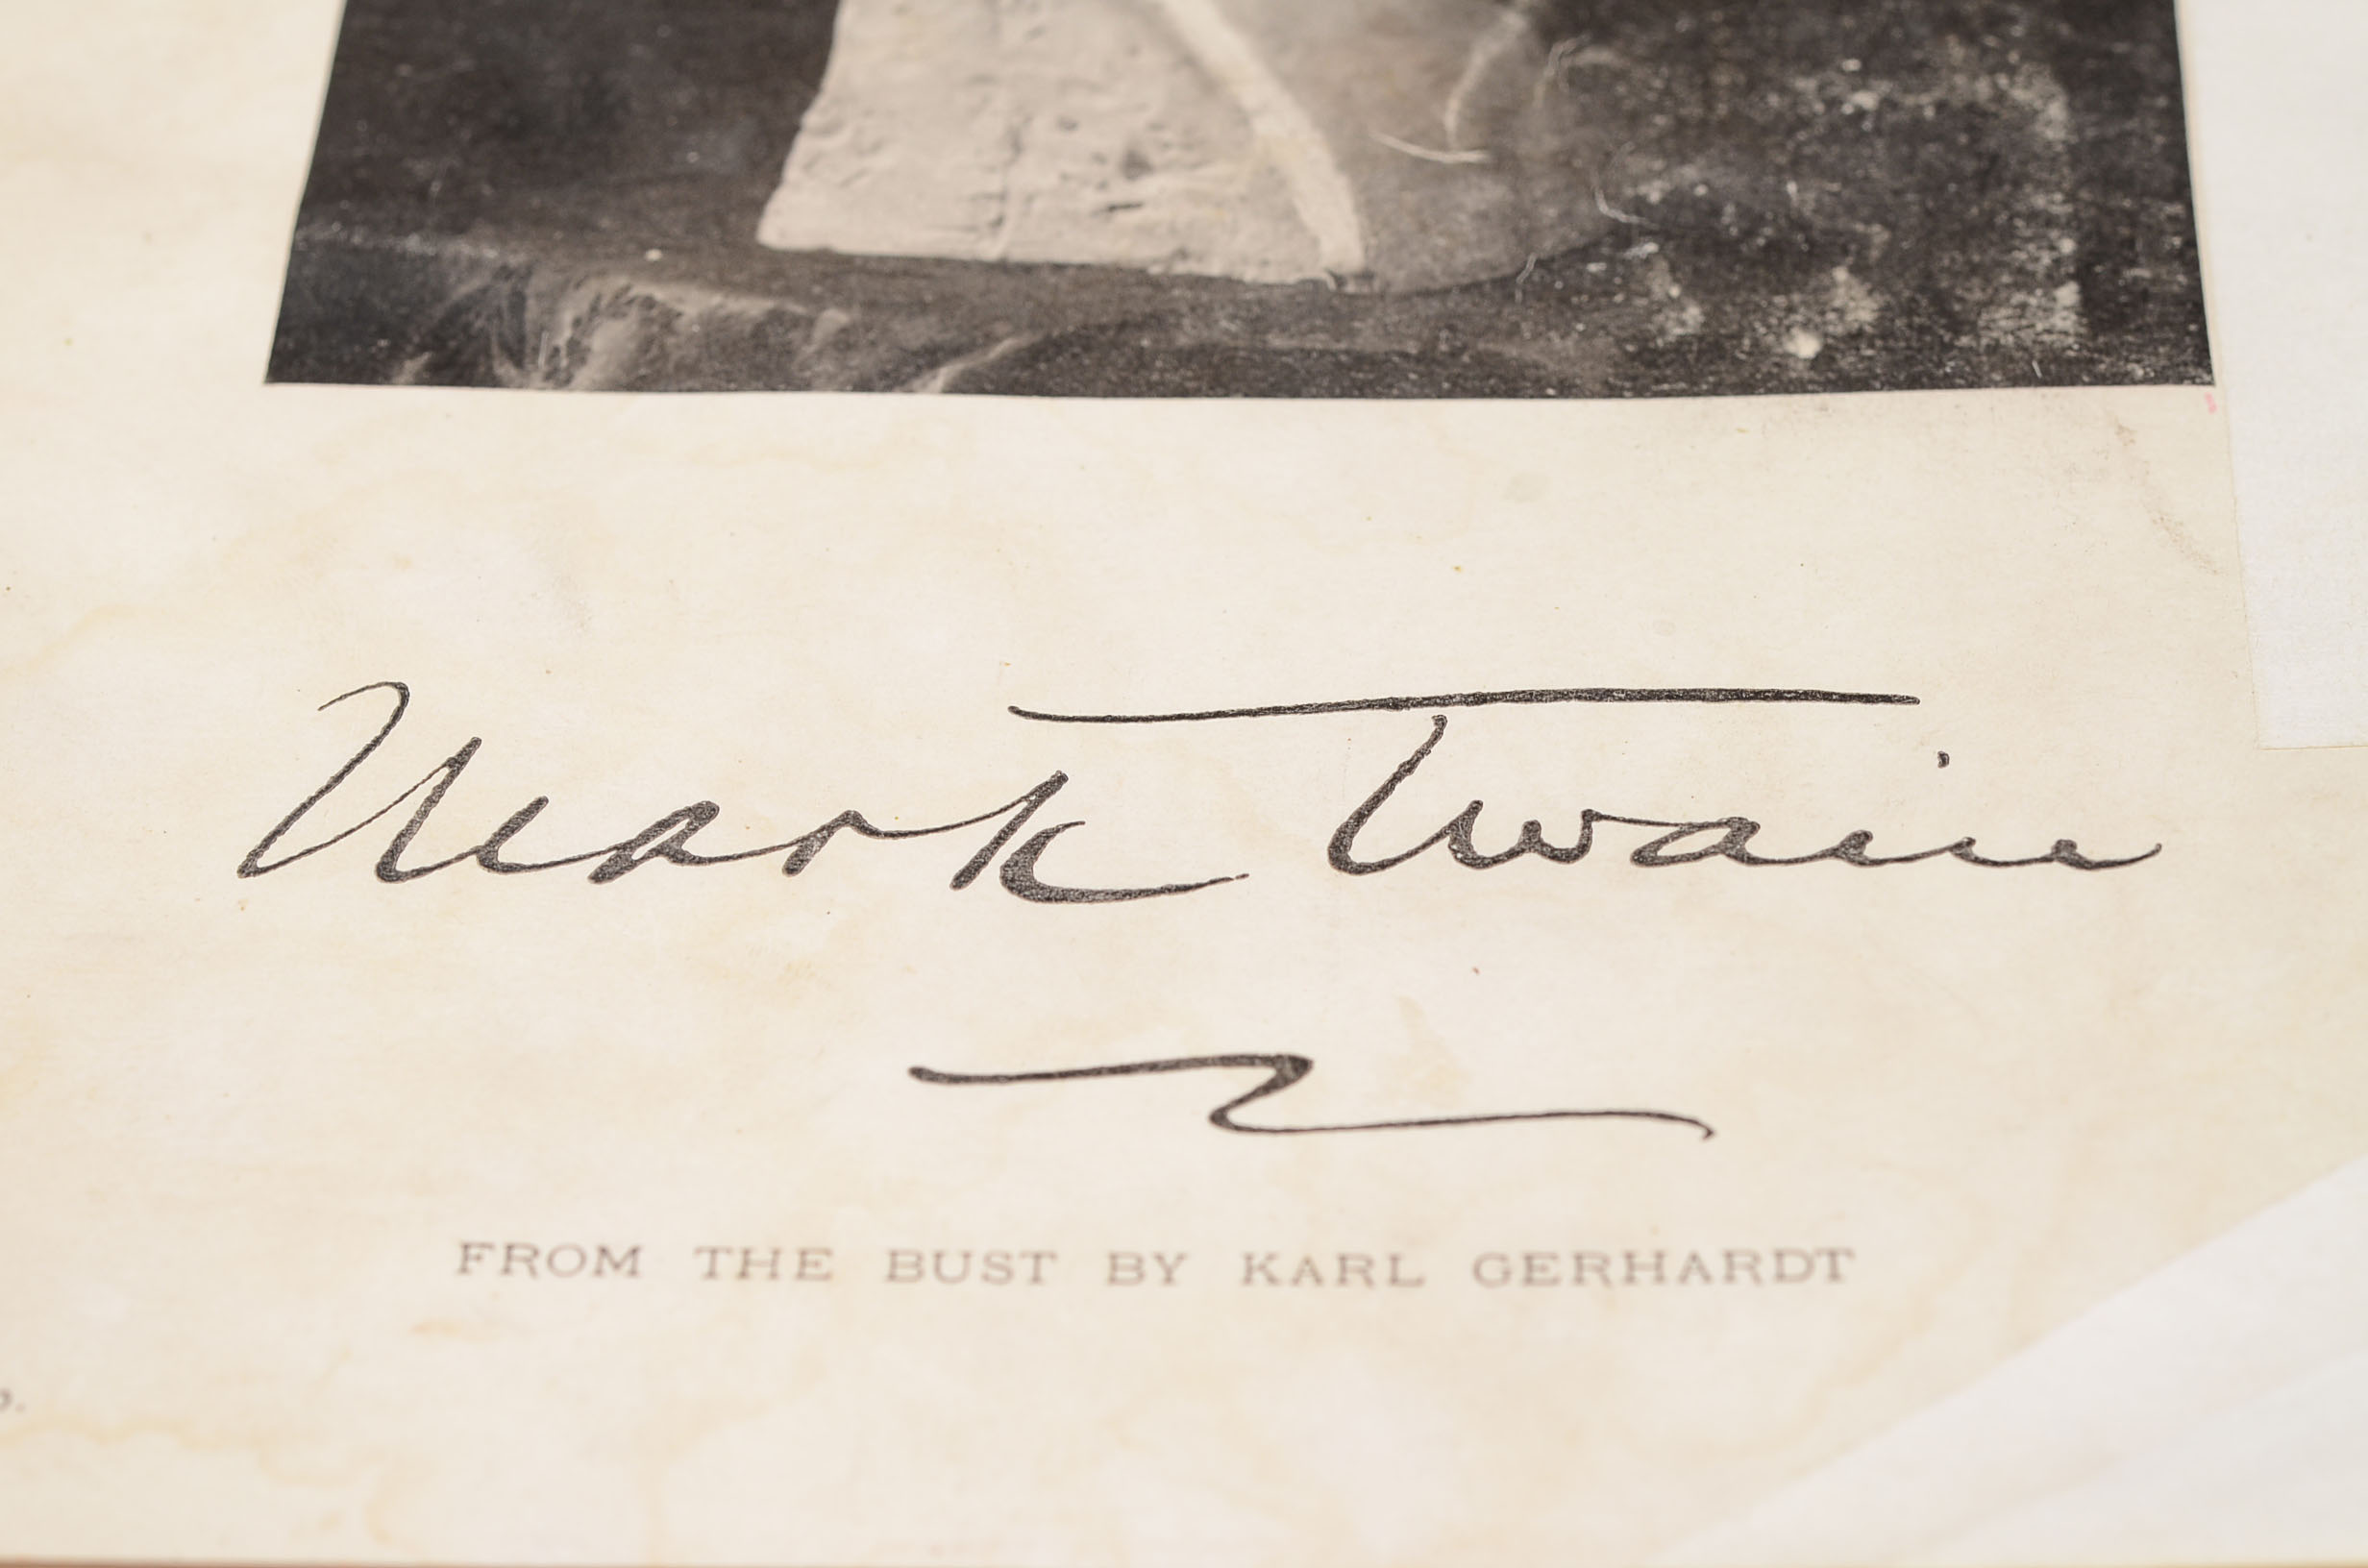 Mark Twain
FROM THE BUST BY KARL GERHARDT